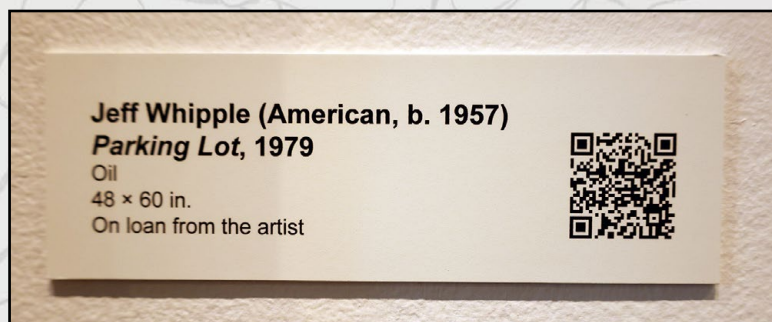 Jeff Whipple (American, b. 1957)
Parking Lot, 1979
Oil
48 × 60 in.
On loan from the artist